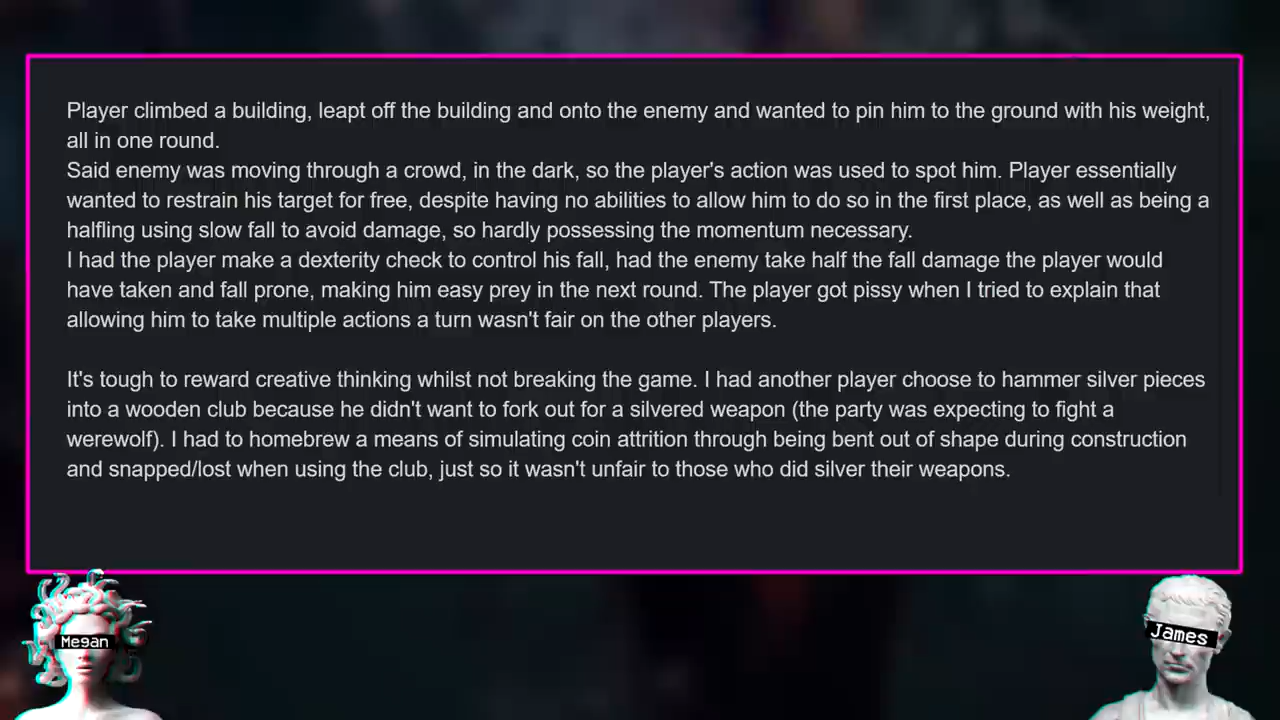 Player climbed a building, leapt off the building and onto the enemy and wanted to pin him to the ground with his weight,
all in one round.
Said enemy was moving through a crowd, in the dark, so the player's action was used to spot him. Player essentially
wanted to restrain his target for free, despite having no abilities to allow him to do so in the first place, as well as being a
halfling using slow fall to avoid damage, so hardly possessing the momentum necessary.
I had the player make a dexterity check to control his fall, had the enemy take half the fall damage the player would
have taken and fall prone, making him easy prey in the next round. The player got pissy when I tried to explain that
allowing him to take multiple actions a turn wasn't fair on the other players.
It's tough to reward creative thinking whilst not breaking the game. I had another player choose to hammer silver pieces
into a wooden club because he didn't want to fork out for a silvered weapon (the party was expecting to fight a
werewolf). I had to homebrew a means of simulating coin attrition through being bent out of shape during construction
and snapped/lost when using the club, just so it wasn't unfair to those who did silver their weapons.
Megan
James